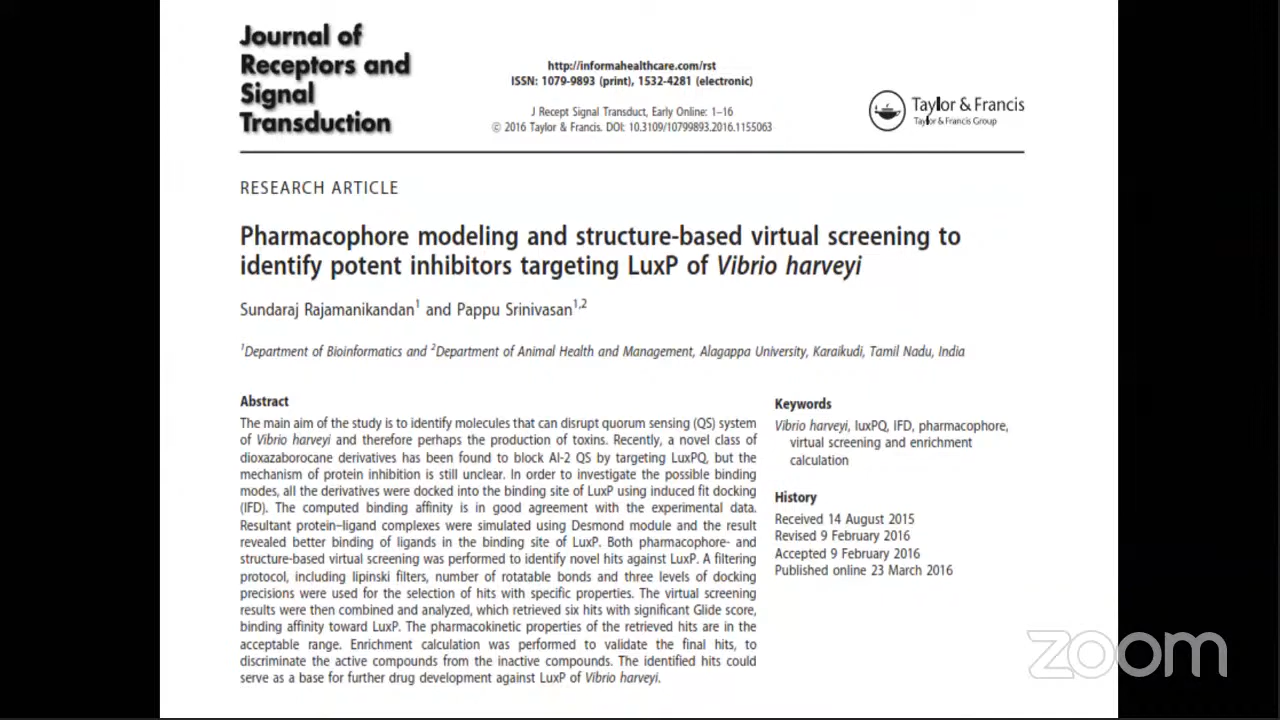 Journal of
Receptors and
Signal
Transduction
http://informahealthcare.com/rst
ISSN: 1079-9893 (print), 1532-4281 (electronic)
J Recept Signal Transduct, Early Online: 1–16
© 2016 Taylor & Francis. DOI: 10.3109/10799893.2016.1155063
Taylor & Francis
Taylor & Francis Group
RESEARCH ARTICLE
Pharmacophore modeling and structure-based virtual screening to
identify potent inhibitors targeting LuxP of Vibrio harveyi
Sundaraj Rajamanikandan1 and Pappu Srinivasan1,2
1Department of Bioinformatics and 2Department of Animal Health and Management, Alagappa University, Karaikudi, Tamil Nadu, India
Abstract
The main aim of the study is to identify molecules that can disrupt quorum sensing (QS) system
of Vibrio harveyi and therefore perhaps the production of toxins. Recently, a novel class of
dioxazaborocane derivatives has been found to block AI-2 QS by targeting LuxPQ, but the
mechanism of protein inhibition is still unclear. In order to investigate the possible binding
modes, all the derivatives were docked into the binding site of LuxP using induced fit docking
(IFD). The computed binding affinity is in good agreement with the experimental data.
Resultant protein–ligand complexes were simulated using Desmond module and the result
revealed better binding of ligands in the binding site of LuxP. Both pharmacophore- and
structure-based virtual screening was performed to identify novel hits against LuxP. A filtering
protocol, including lipinski filters, number of rotatable bonds and three levels of docking
precisions were used for the selection of hits with specific properties. The virtual screening
results were then combined and analyzed, which retrieved six hits with significant Glide score,
binding affinity toward LuxP. The pharmacokinetic properties of the retrieved hits are in the
acceptable range. Enrichment calculation was performed to validate the final hits, to
discriminate the active compounds from the inactive compounds. The identified hits could
serve as a base for further drug development against LuxP of Vibrio harveyi.
Keywords
Vibrio harveyi, luxPQ, IFD, pharmacophore,
virtual screening and enrichment
calculation
History
Received 14 August 2015
Revised 9 February 2016
Accepted 9 February 2016
Published online 23 March 2016
zoom